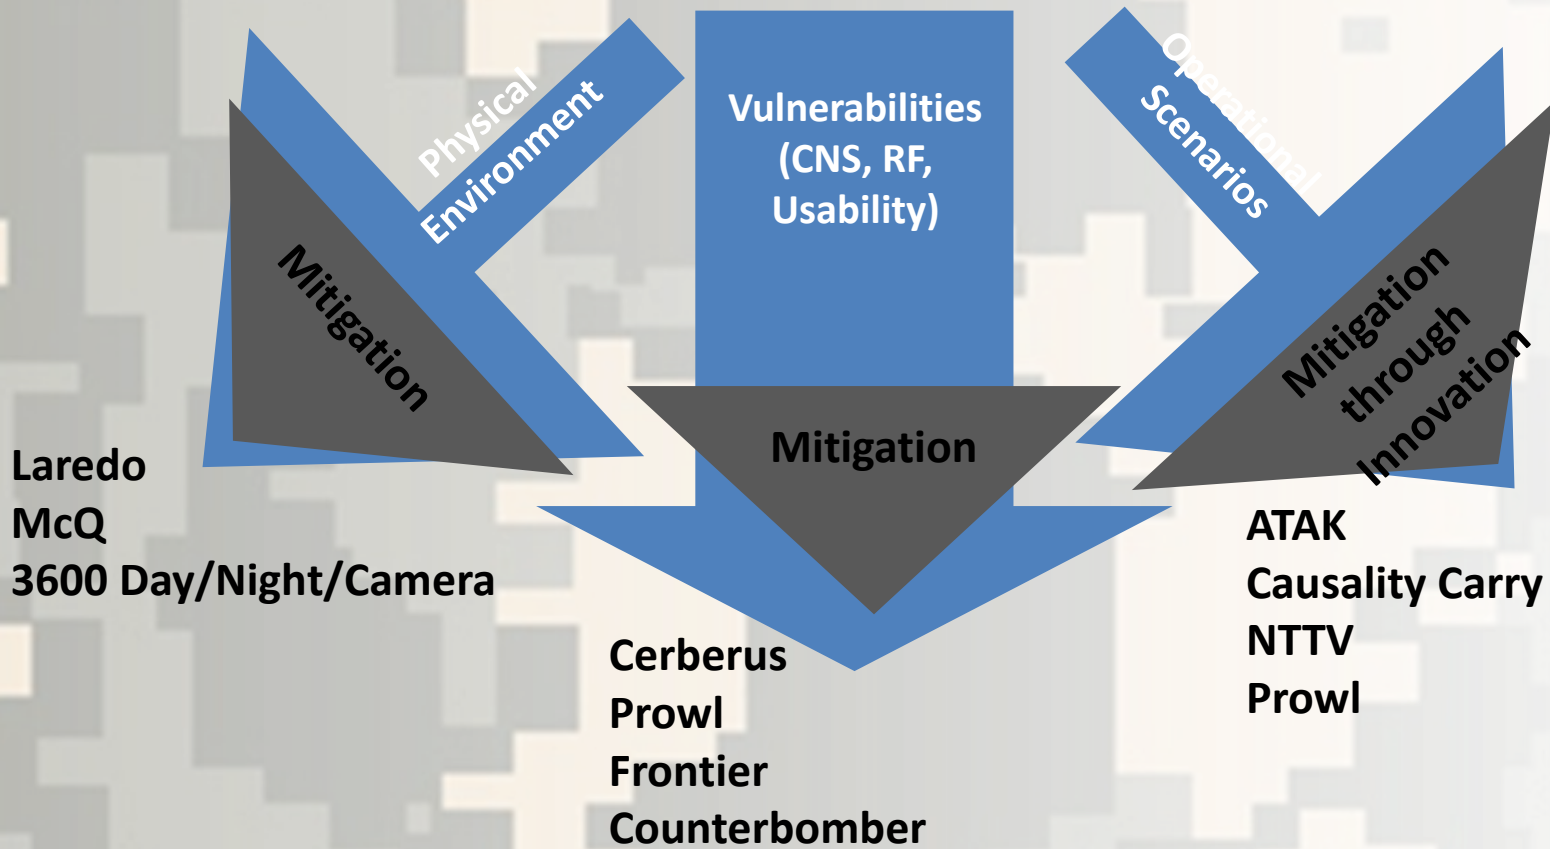 Physical
Environment
Mitigation
Laredo
McQ
3600 Day/Night/Camera
Vulnerabilities
(CNS, RF,
Usability)
Mitigation
Cerberus
Prowl
Frontier
Counterbomber
Operational
Scenarios
Mitigation
through
Innovation
ATAK
Causality Carry
NTTV
Prowl